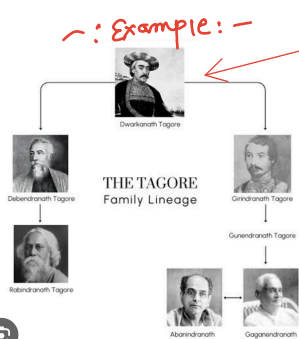 ~: Example: -
Dwarkanath Tagore
Debendranath Tagore
THE TAGORE
Family Lineage
Girindranath Tagore
Gunendranath Tagore
Rabindranath Tagore
Abanindranath
Gaganendranath